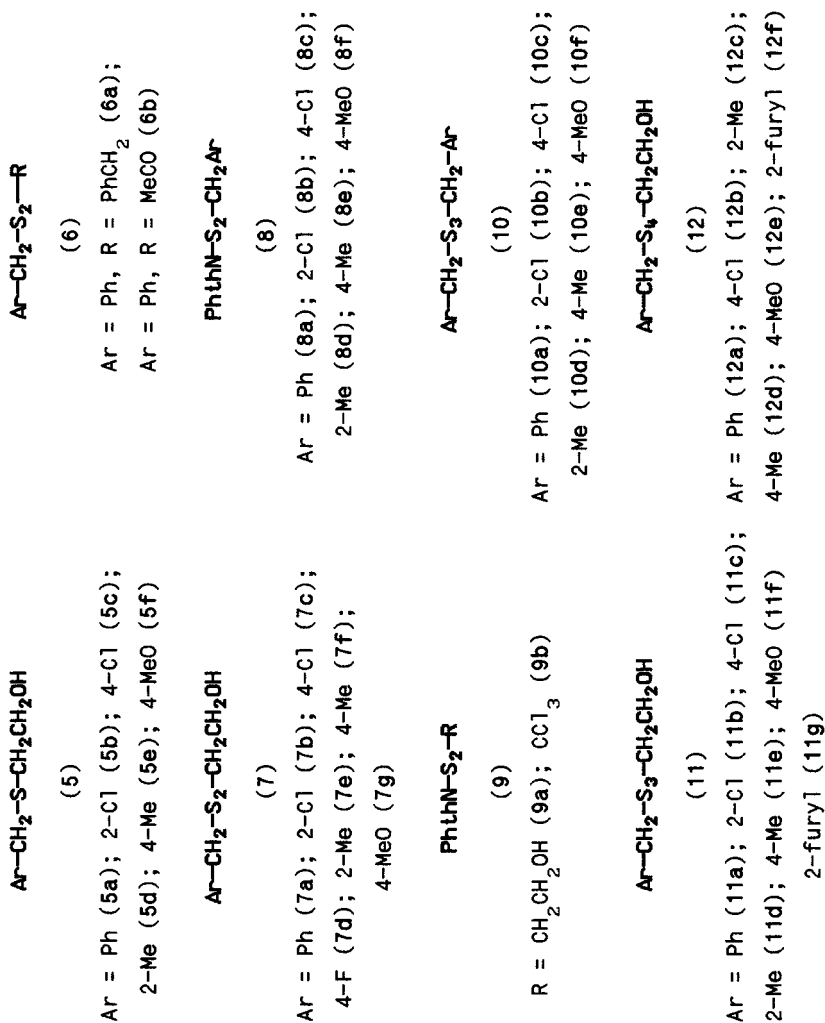 Ar—CH₂—S—CH₂CH₂OH
(5)
Ar = Ph (5a); 2-Cl (5b); 4-Cl (5c);
2-Me (5d); 4-Me (5e); 4-MeO (5f)
Ar—CH₂—S₂—R
(6)
Ar = Ph, R = PhCH₂ (6a);
Ar = Ph, R = MeCO (6b)
Ar—CH₂—S₂—CH₂CH₂OH
(7)
Ar = Ph (7a); 2-Cl (7b); 4-Cl (7c);
4-F (7d); 2-Me (7e); 4-Me (7f);
4-MeO (7g)
PhthN—S₂—CH₂Ar
(8)
Ar = Ph (8a); 2-Cl (8b); 4-Cl (8c);
2-Me (8d); 4-Me (8e); 4-MeO (8f)
PhthN—S₂—R
(9)
R = CH₂CH₂OH (9a); CCl₃ (9b)
Ar—CH₂—S₃—CH₂—Ar
(10)
Ar = Ph (10a); 2-Cl (10b); 4-Cl (10c);
2-Me (10d); 4-Me (10e); 4-MeO (10f)
Ar—CH₂—S₃—CH₂CH₂OH
(11)
Ar = Ph (11a); 2-Cl (11b); 4-Cl (11c);
2-Me (11d); 4-Me (11e); 4-MeO (11f)
2-furyl (11g)
Ar—CH₂—S₄—CH₂CH₂OH
(12)
Ar = Ph (12a); 4-Cl (12b); 2-Me (12c);
4-Me (12d); 4-MeO (12e); 2-furyl (12f)